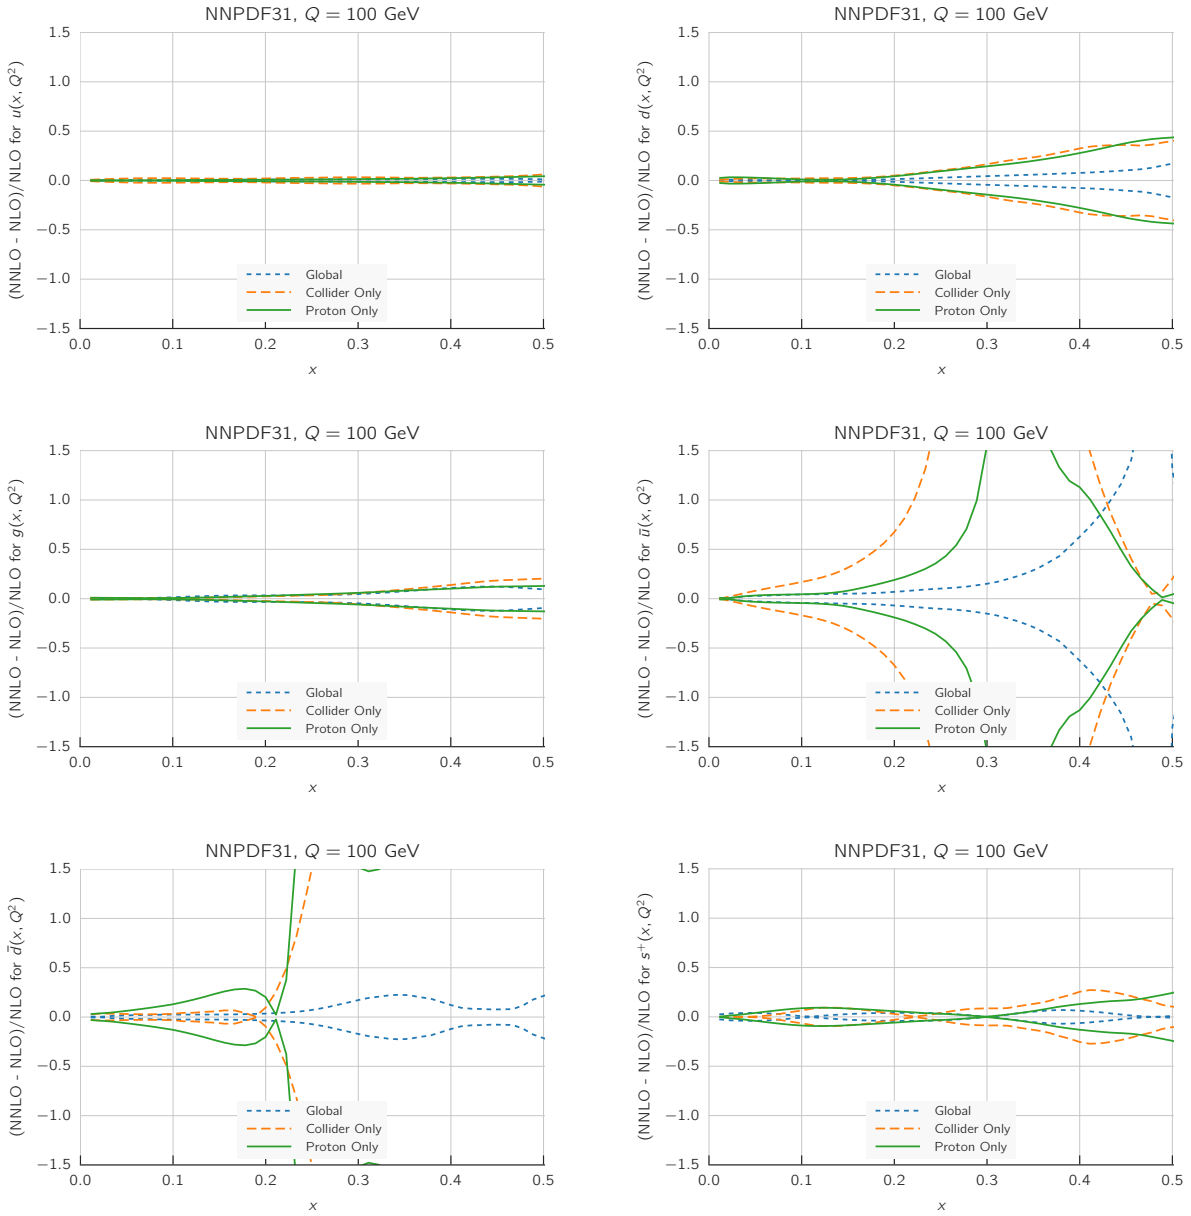 NNPDF31, Q = 100 GeV
(NNLO - NLO)/NLO for u(x, Q²)
1.5
1.0
0.5
0.0
−0.5
−1.0
−1.5
Global
Collider Only
Proton Only
0.0 0.1 0.2 0.3 0.4 0.5
x
NNPDF31, Q = 100 GeV
(NNLO - NLO)/NLO for d(x, Q²)
1.5
1.0
0.5
0.0
−0.5
−1.0
−1.5
Global
Collider Only
Proton Only
0.0 0.1 0.2 0.3 0.4 0.5
x
NNPDF31, Q = 100 GeV
(NNLO - NLO)/NLO for g(x, Q²)
1.5
1.0
0.5
0.0
−0.5
−1.0
−1.5
Global
Collider Only
Proton Only
0.0 0.1 0.2 0.3 0.4 0.5
x
NNPDF31, Q = 100 GeV
(NNLO - NLO)/NLO for ū(x, Q²)
1.5
1.0
0.5
0.0
−0.5
−1.0
−1.5
Global
Collider Only
Proton Only
0.0 0.1 0.2 0.3 0.4 0.5
x
NNPDF31, Q = 100 GeV
(NNLO - NLO)/NLO for d̄(x, Q²)
1.5
1.0
0.5
0.0
−0.5
−1.0
−1.5
Global
Collider Only
Proton Only
0.0 0.1 0.2 0.3 0.4 0.5
x
NNPDF31, Q = 100 GeV
(NNLO - NLO)/NLO for s⁺(x, Q²)
1.5
1.0
0.5
0.0
−0.5
−1.0
−1.5
Global
Collider Only
Proton Only
0.0 0.1 0.2 0.3 0.4 0.5
x